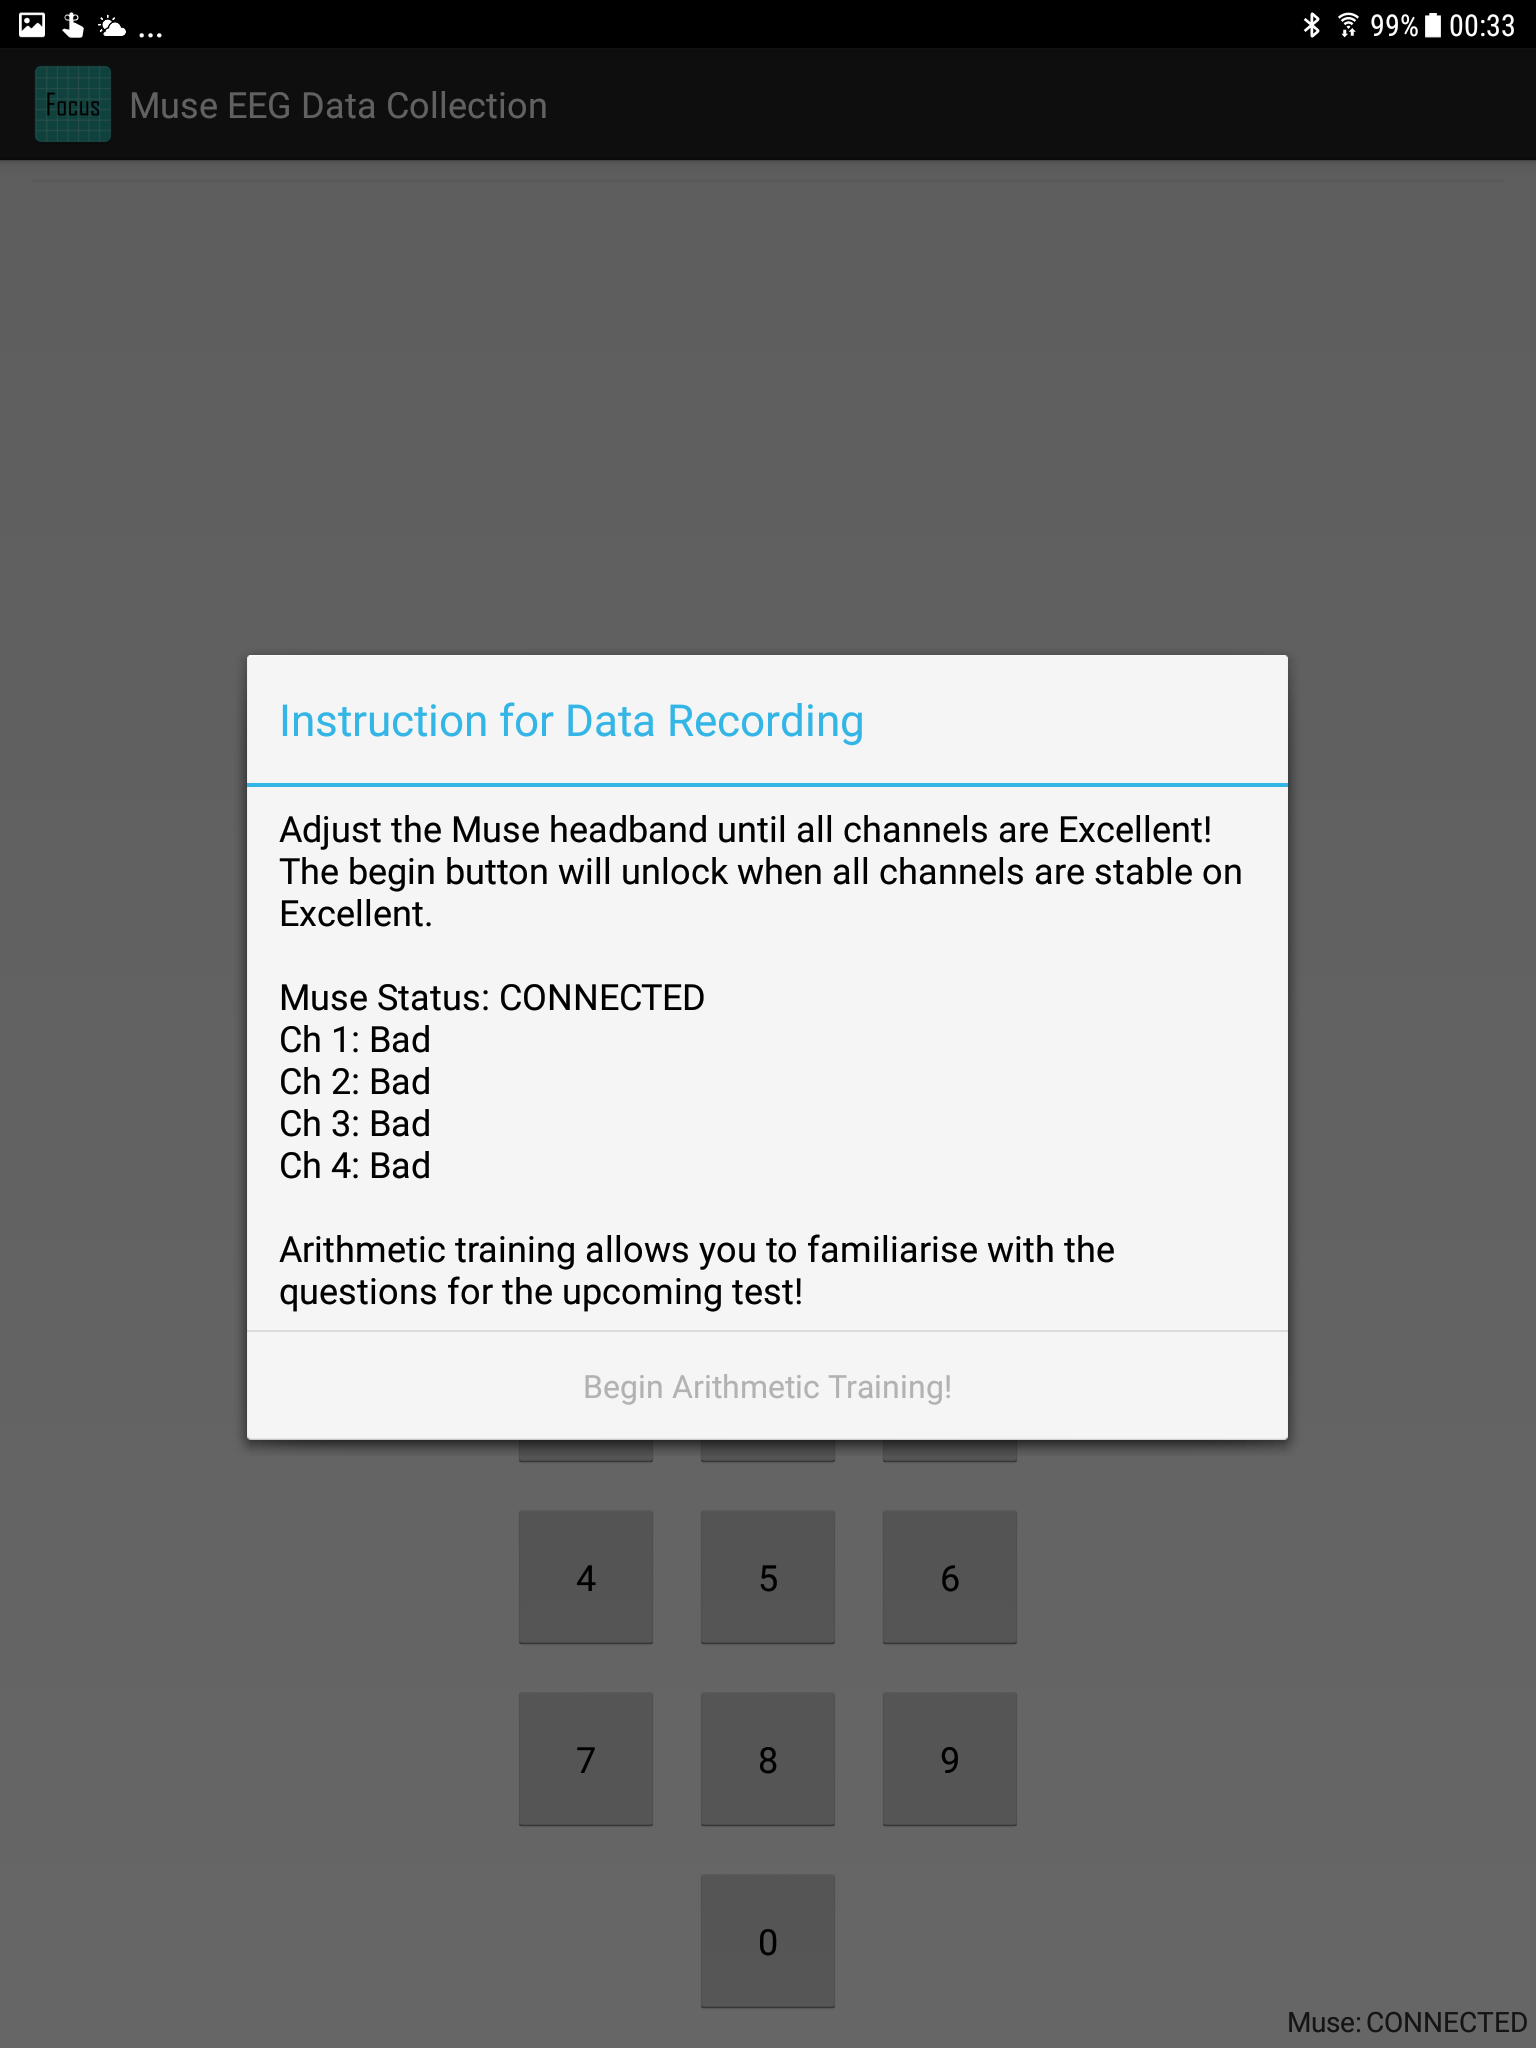 99% 00:33
Focus Muse EEG Data Collection
Instruction for Data Recording
Adjust the Muse headband until all channels are Excellent!
The begin button will unlock when all channels are stable on
Excellent.
Muse Status: CONNECTED
Ch 1: Bad
Ch 2: Bad
Ch 3: Bad
Ch 4: Bad
Arithmetic training allows you to familiarise with the
questions for the upcoming test!
Begin Arithmetic Training!
4 5 6
7 8 9
0
Muse: CONNECTED